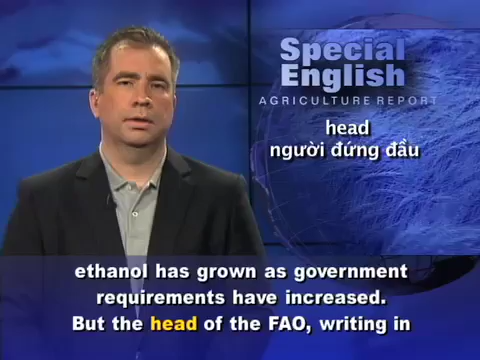 Special
English
AGRICULTURE REPORT
head
người đứng đầu
ethanol has grown as government
requirements have increased.
But the head of the FAO, writing in